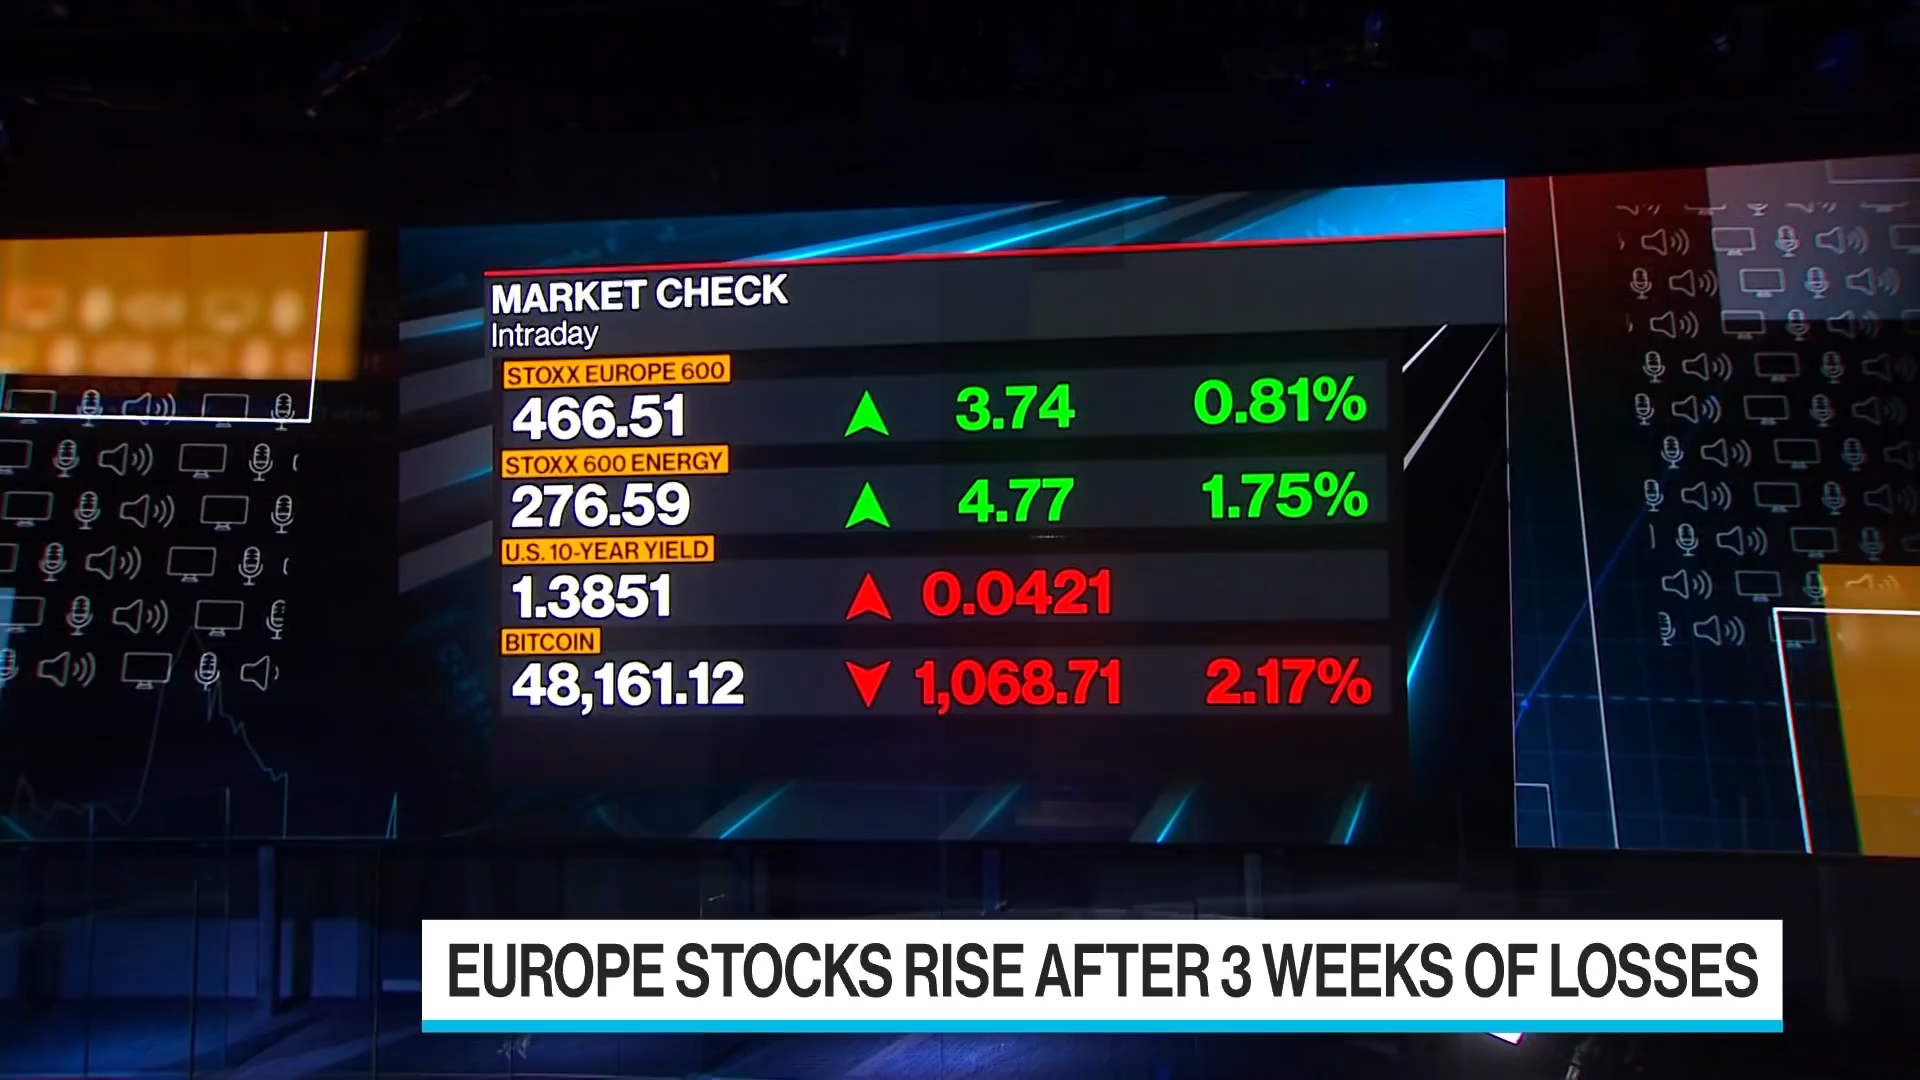 MARKET CHECK
Intraday
STOXX EUROPE 600
466.51 ▲ 3.74 0.81%
STOXX 600 ENERGY
276.59 ▲ 4.77 1.75%
U.S. 10-YEAR YIELD
1.3851 ▲ 0.0421
BITCOIN
48,161.12 ▼ 1,068.71 2.17%
EUROPE STOCKS RISE AFTER 3 WEEKS OF LOSSES